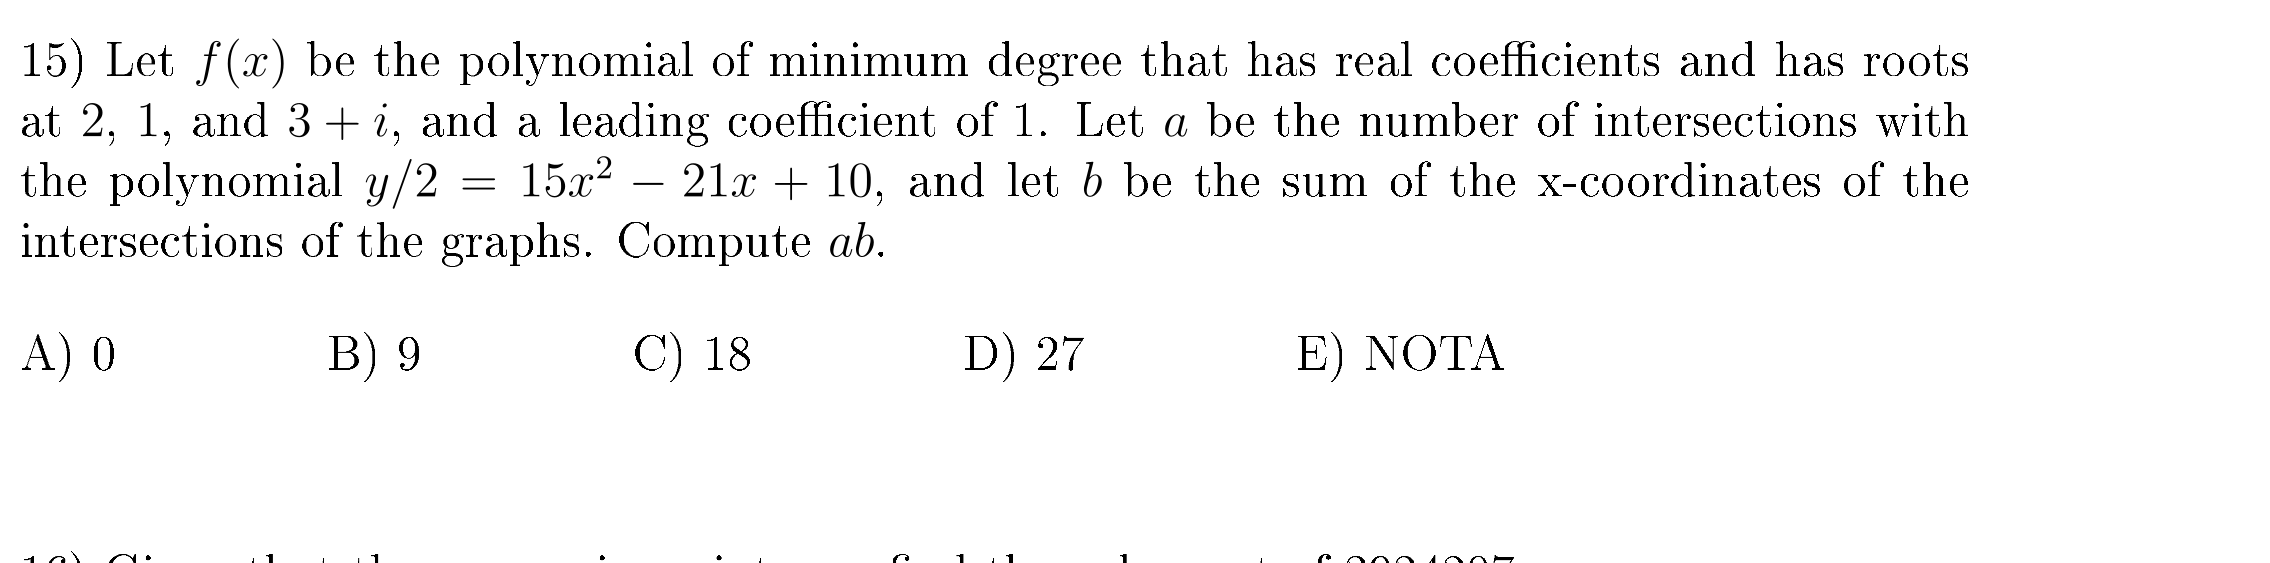 15) Let f(x) be the polynomial of minimum degree that has real coefficients and has roots
at 2, 1, and 3 + i, and a leading coefficient of 1. Let a be the number of intersections with
the polynomial y/2 = 15x² − 21x + 10, and let b be the sum of the x-coordinates of the
intersections of the graphs. Compute ab.
A) 0 B) 9 C) 18 D) 27 E) NOTA